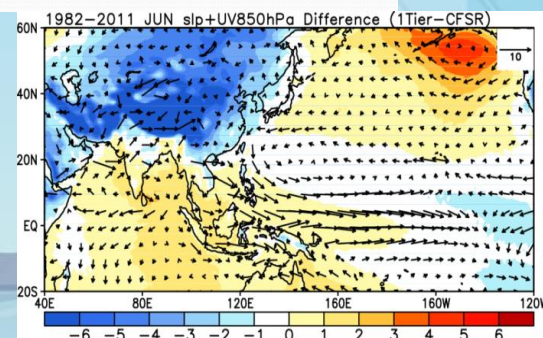 1982-2011 JUN slp+UV850hPa Difference (1Tier-CFSR)
60N
10
40N
20N
EQ
20S
40E 80E 120E 160E 160W 120W
-6 -5 -4 -3 -2 -1 0 1 2 3 4 5 6